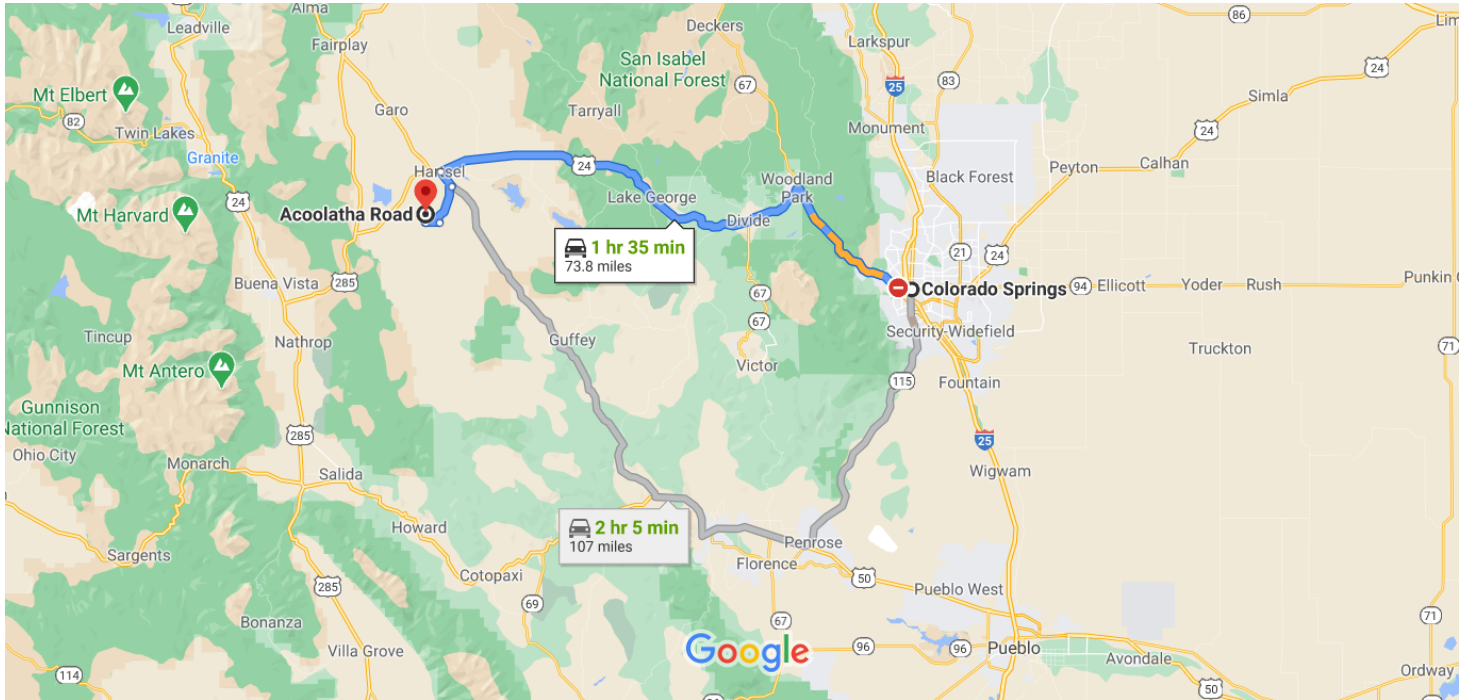 Alma
Leadville
Deckers
86
Lim
Fairplay
Larkspur
San Isabel
National Forest
24
67
25
83
Mt Elbert
Garo
Tarryall
Simla
82
Twin Lakes
Monument
24
Granite
Peyton
Calhan
Hartsel
24
Woodland
Park
Black Forest
24
Lake George
Mt Harvard
Acoolatha Road
Divide
1 hr 35 min
73.8 miles
21
24
285
Buena Vista
Colorado Springs
94
Ellicott
Yoder
Rush
Punkin C
67
67
Security-Widefield
Tincup
Nathrop
Guffey
Truckton
71
Mt Antero
Victor
115
Fountain
Gunnison
National Forest
285
25
Ohio City
Monarch
Salida
Wigwam
2 hr 5 min
107 miles
Howard
Penrose
Sargents
Florence
Cotopaxi
50
Pueblo West
285
69
71
Bonanza
67
Google
96
96
Pueblo
Villa Grove
Avondale
Ordway
114
50